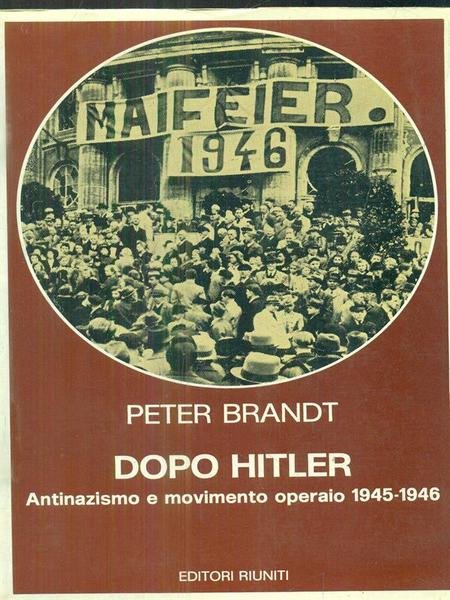 MAIFEIER.
1946
PETER BRANDT
DOPO HITLER
Antinazismo e movimento operaio 1945-1946
EDITORI RIUNITI